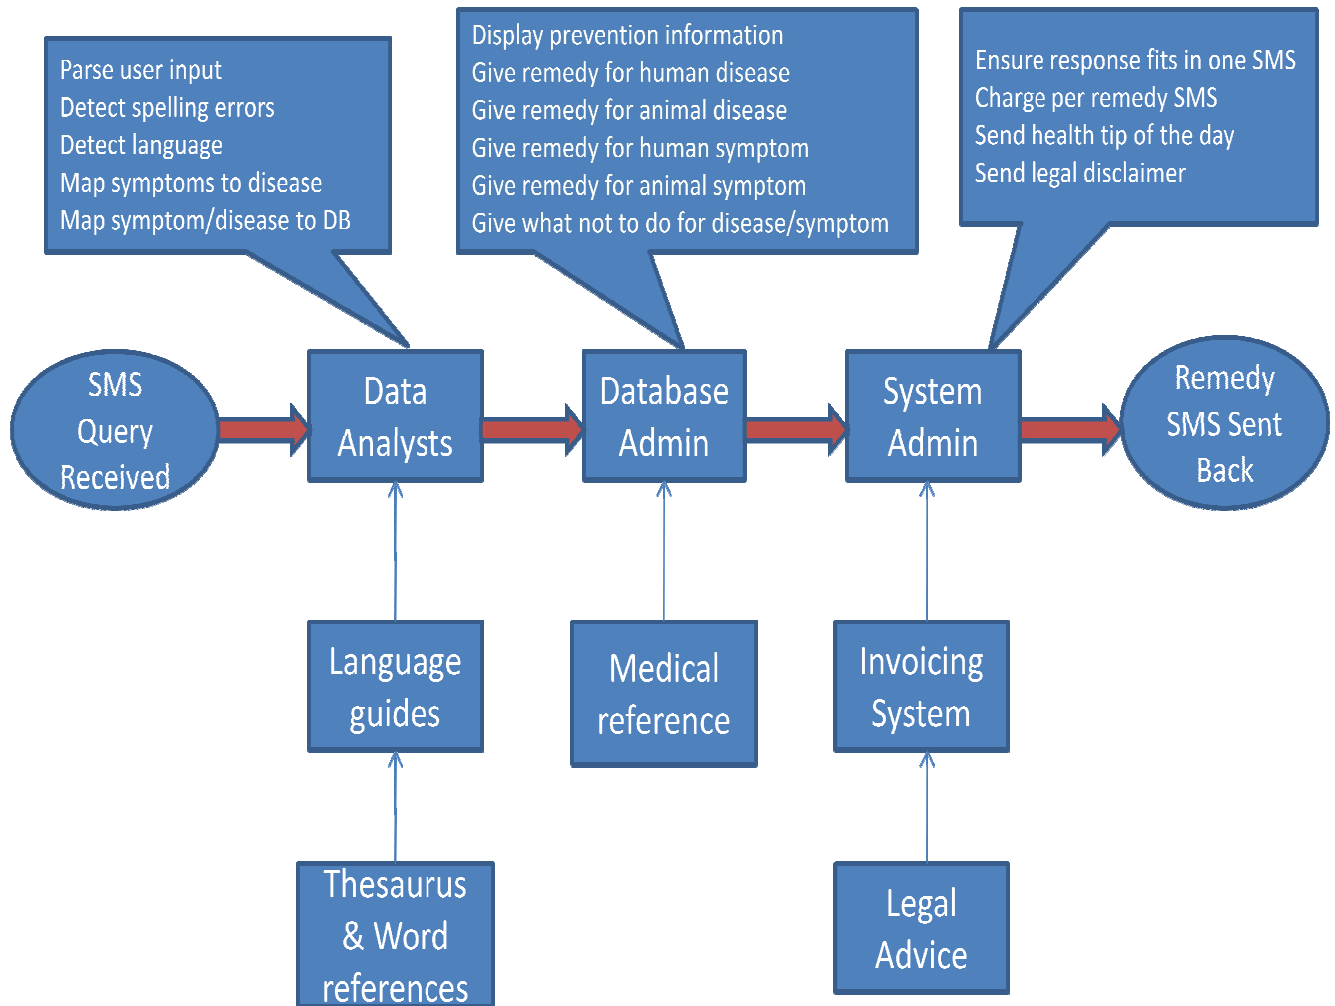 Parse user input
Detect spelling errors
Detect language
Map symptoms to disease
Map symptom/disease to DB
Display prevention information
Give remedy for human disease
Give remedy for animal disease
Give remedy for human symptom
Give remedy for animal symptom
Give what not to do for disease/symptom
Ensure response fits in one SMS
Charge per remedy SMS
Send health tip of the day
Send legal disclaimer
SMS
Query
Received
Data
Analysts
Database
Admin
System
Admin
Remedy
SMS Sent
Back
Language
guides
Medical
reference
Invoicing
System
Thesaurus
& Word
references
Legal
Advice